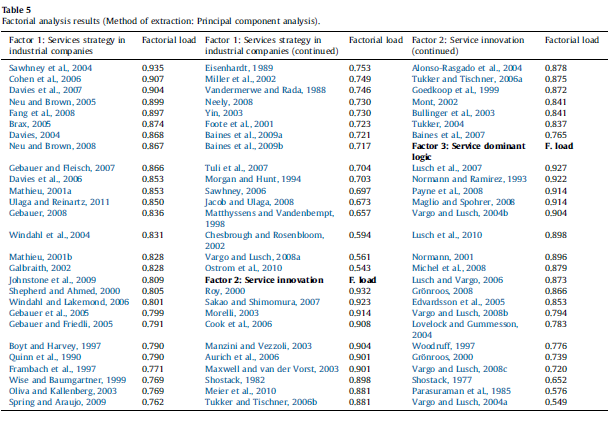 Table 5
Factorial analysis results (Method of extraction: Principal component analysis).
Factor 1: Services strategy in Factorial load Factor 1: Services strategy in Factorial load Factor 2: Service innovation Factorial load
industrial companies industrial companies (continued) (continued)
Sawhney et al., 2004 0.935 Eisenhardt, 1989 0.753 Alonso-Rasgado et al., 2004 0.878
Cohen et al., 2006 0.907 Miller et al., 2002 0.749 Tukker and Tischner, 2006a 0.875
Davies et al., 2007 0.904 Vandermerwe and Rada, 1988 0.746 Goedkoop et al., 1999 0.872
Neu and Brown, 2005 0.899 Neely, 2008 0.730 Mont, 2002 0.841
Fang et al., 2008 0.897 Yin, 2003 0.730 Bullinger et al., 2003 0.841
Brax, 2005 0.874 Foote et al., 2001 0.723 Tukker, 2004 0.837
Davies, 2004 0.868 Baines et al., 2009a 0.721 Baines et al., 2007 0.765
Neu and Brown, 2008 0.867 Baines et al., 2009b 0.717 Factor 3: Service dominant F. load
logic
Gebauer and Fleisch, 2007 0.866 Tuli et al., 2007 0.704 Lusch et al., 2007 0.927
Davies et al., 2006 0.853 Morgan and Hunt, 1994 0.703 Normann and Ramirez, 1993 0.922
Mathieu, 2001a 0.853 Sawhney, 2006 0.697 Payne et al., 2008 0.914
Ulaga and Reinartz, 2011 0.850 Jacob and Ulaga, 2008 0.673 Maglio and Spohrer, 2008 0.914
Gebauer, 2008 0.836 Matthyssens and Vandenbempt, 0.657 Vargo and Lusch, 2004b 0.904
1998
Windahl et al., 2004 0.831 Chesbrough and Rosenbloom, 0.594 Lusch et al., 2010 0.898
2002
Mathieu, 2001b 0.828 Vargo and Lusch, 2008a 0.561 Normann, 2001 0.896
Galbraith, 2002 0.828 Ostrom et al., 2010 0.543 Michel et al., 2008 0.879
Johnstone et al., 2009 0.809 Factor 2: Service innovation F. load Lusch and Vargo, 2006 0.873
Shepherd and Ahmed, 2000 0.805 Roy, 2000 0.932 Grönroos, 2008 0.866
Windahl and Lakemond, 2006 0.801 Sakao and Shimomura, 2007 0.923 Edvardsson et al., 2005 0.853
Gebauer et al., 2005 0.799 Morelli, 2003 0.914 Vargo and Lusch, 2008b 0.794
Gebauer and Friedli, 2005 0.791 Cook et al., 2006 0.908 Lovelock and Gummesson, 0.783
2004
Boyt and Harvey, 1997 0.790 Manzini and Vezzoli, 2003 0.904 Woodruff, 1997 0.776
Quinn et al., 1990 0.790 Aurich et al., 2006 0.901 Grönroos, 2000 0.739
Frambach et al., 1997 0.771 Maxwell and van der Vorst, 2003 0.901 Vargo and Lusch, 2008c 0.720
Wise and Baumgartner, 1999 0.769 Shostack, 1982 0.898 Shostack, 1977 0.652
Oliva and Kallenberg, 2003 0.769 Meier et al., 2010 0.881 Parasuraman et al., 1985 0.576
Spring and Araujo, 2009 0.762 Tukker and Tischner, 2006b 0.881 Vargo and Lusch, 2004a 0.549